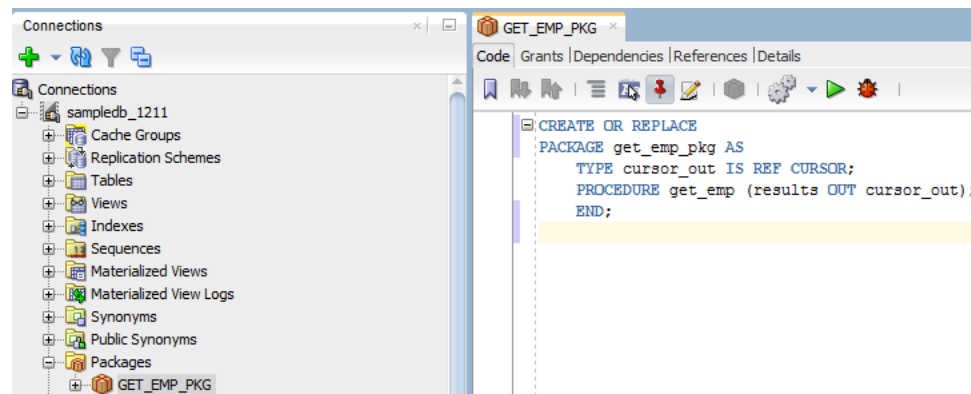 Connections
Connections
sampledb_1211
Cache Groups
Replication Schemes
Tables
Views
Indexes
Sequences
Materialized Views
Materialized View Logs
Synonyms
Public Synonyms
Packages
GET_EMP_PKG
GET_EMP_PKG
Code Grants Dependencies References Details
CREATE OR REPLACE
PACKAGE get_emp_pkg AS
TYPE cursor_out IS REF CURSOR;
PROCEDURE get_emp (results OUT cursor_out);
END;